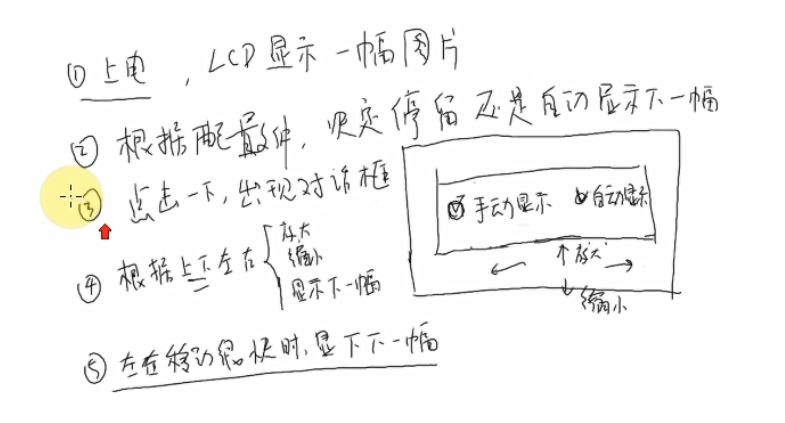 ① 上电，LCD显示一幅图片
② 根据配置文件，决定停留还是自动显示下一幅
③ 点击一下，出现对话框
手动显示 自动显示
④ 根据上下左右 放大
缩小
显示下一幅
放大
缩小
⑤ 左右移动很快时，显下下一幅